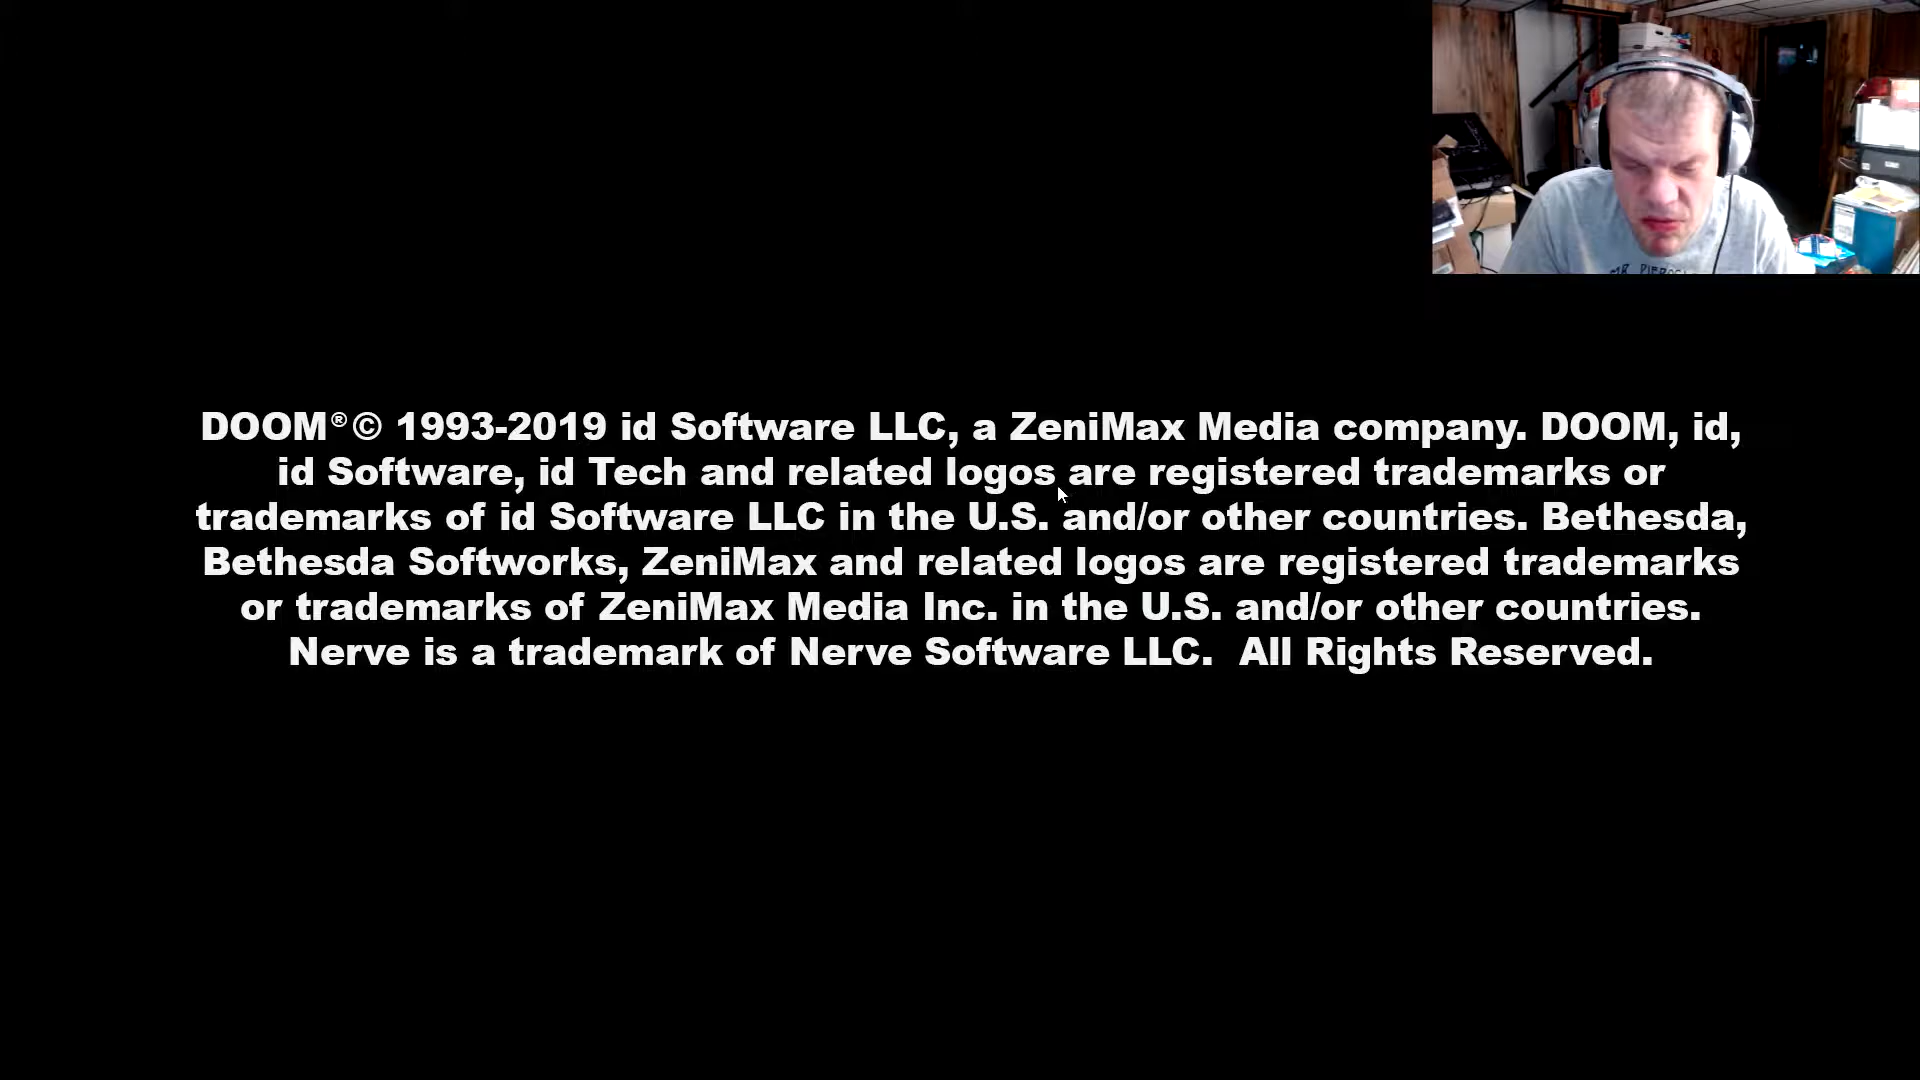 DOOM®© 1993-2019 id Software LLC, a ZeniMax Media company. DOOM, id,
id Software, id Tech and related logos are registered trademarks or
trademarks of id Software LLC in the U.S. and/or other countries. Bethesda,
Bethesda Softworks, ZeniMax and related logos are registered trademarks
or trademarks of ZeniMax Media Inc. in the U.S. and/or other countries.
Nerve is a trademark of Nerve Software LLC.  All Rights Reserved.